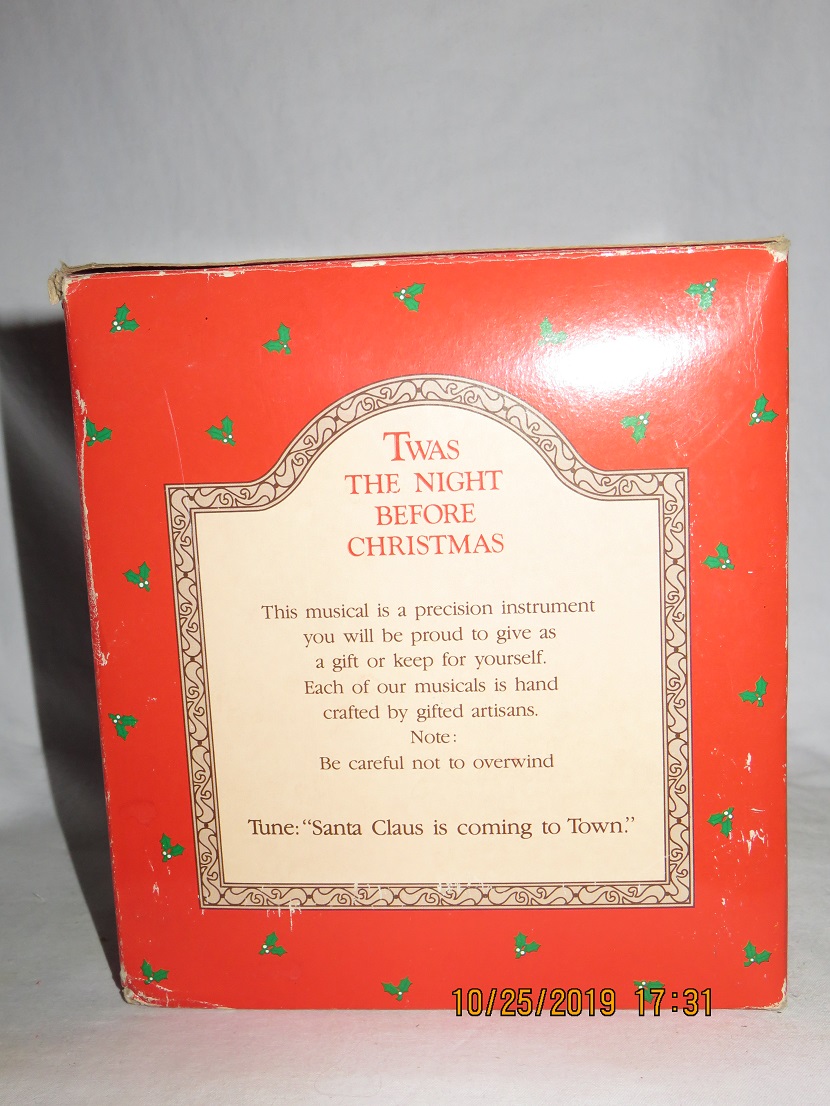 TWAS
THE NIGHT
BEFORE
CHRISTMAS
This musical is a precision instrument
you will be proud to give as
a gift or keep for yourself.
Each of our musicals is hand
crafted by gifted artisans.
Note:
Be careful not to overwind
Tune: "Santa Claus is coming to Town."
10/25/2019 17:31